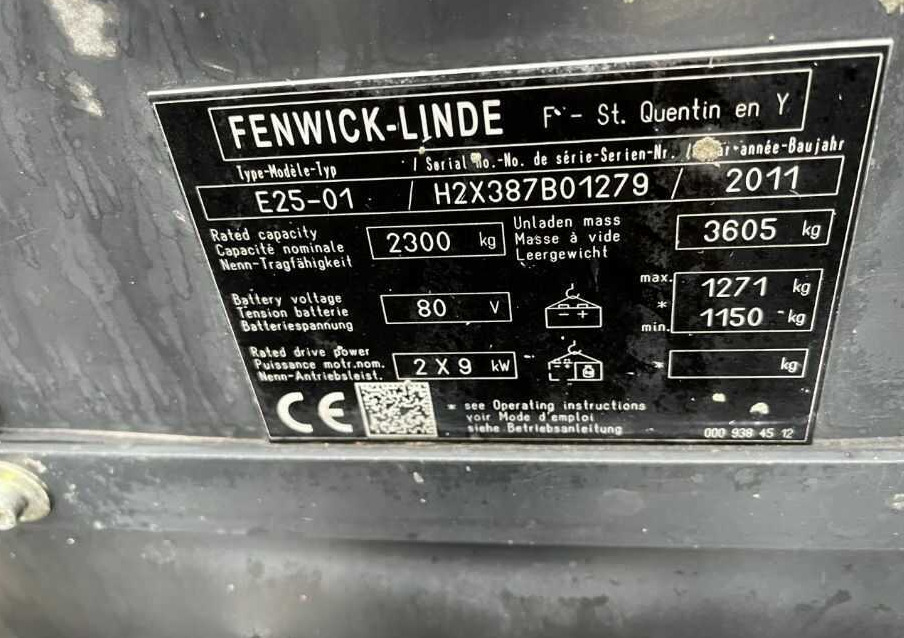 FENWICK-LINDE F - St. Quentin en Y
Type-Modèle-Typ / Serial no.-No. de série-Serien-Nr. / année-Baujahr
E25-01 / H2X387B01279 / 2011
Rated capacity
Capacité nominale
Nenn-Tragfähigkeit
2300 kg
Unladen mass
Masse à vide
Leergewicht
3605 kg
Battery voltage
Tension batterie
Batteriespannung
80 V
- +
max. 1271 kg
*
min. 1150 kg
Rated drive power
Puissance motr.nom.
Nenn-Antriebsleist.
2 X 9 kW
* kg
CE
* see Operating instructions
voir Mode d'emploi
siehe Betriebsanleitung
000 938 45 12